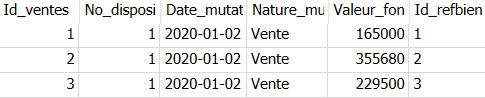 Id_ventes No_disposi Date_mutat Nature_mu Valeur_fon Id_refbien
1 1 2020-01-02 Vente 165000 1
2 1 2020-01-02 Vente 355680 2
3 1 2020-01-02 Vente 229500 3